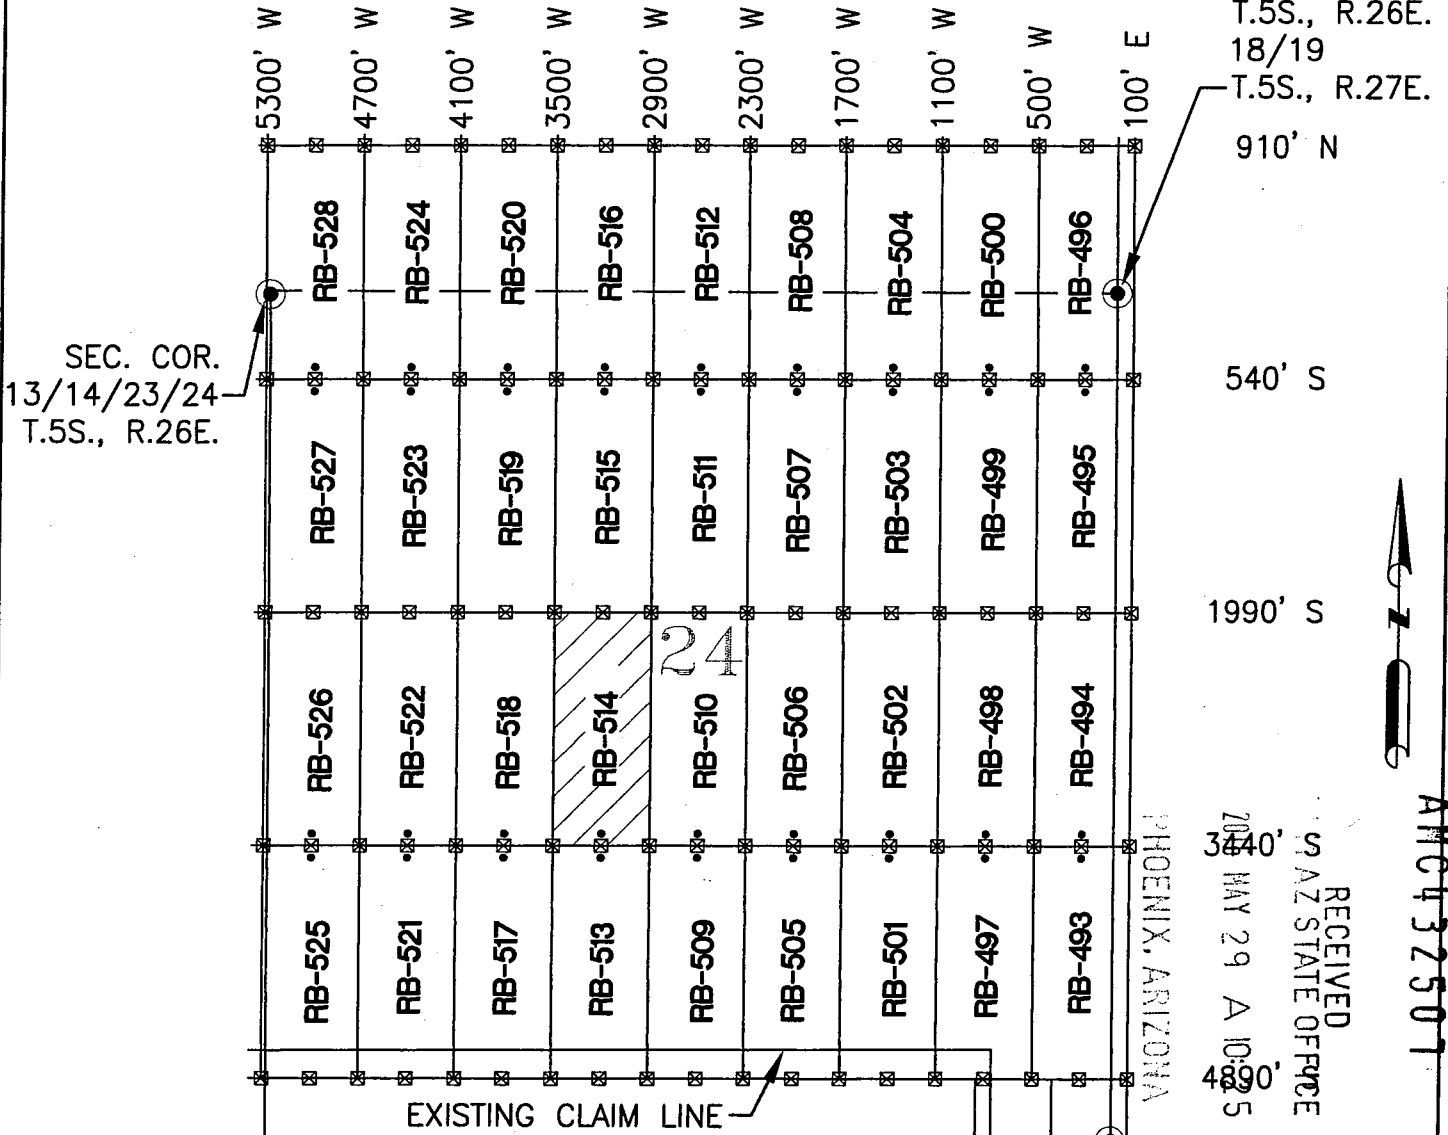 5300' W
4700' W
4100' W
3500' W
2900' W
2300' W
1700' W
1100' W
500' W
100' E
T.5S., R.26E.
18/19
T.5S., R.27E.
910' N
RB-528
RB-524
RB-520
RB-516
RB-512
RB-508
RB-504
RB-500
RB-496
SEC. COR.
13/14/23/24
T.5S., R.26E.
540' S
RB-527
RB-523
RB-519
RB-515
RB-511
RB-507
RB-503
RB-499
RB-495
1990' S
24
RB-526
RB-522
RB-518
RB-514
RB-510
RB-506
RB-502
RB-498
RB-494
Z
3440' S
RB-525
RB-521
RB-517
RB-513
RB-509
RB-505
RB-501
RB-497
RB-493
4890' S
EXISTING CLAIM LINE
AMC432507
RECEIVED
AZ STATE OFFICE
MAY 29 A 10:25
PHOENIX, ARIZONA